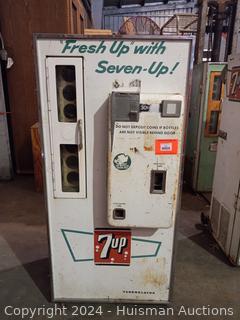 "Fresh Up" with
Seven-Up!
DO NOT DEPOSIT COINS IF BOTTLES
ARE NOT VISIBLE BEHIND DOOR
7up
VENDORLATOR
Copyright 2024 - Huisman Auctions